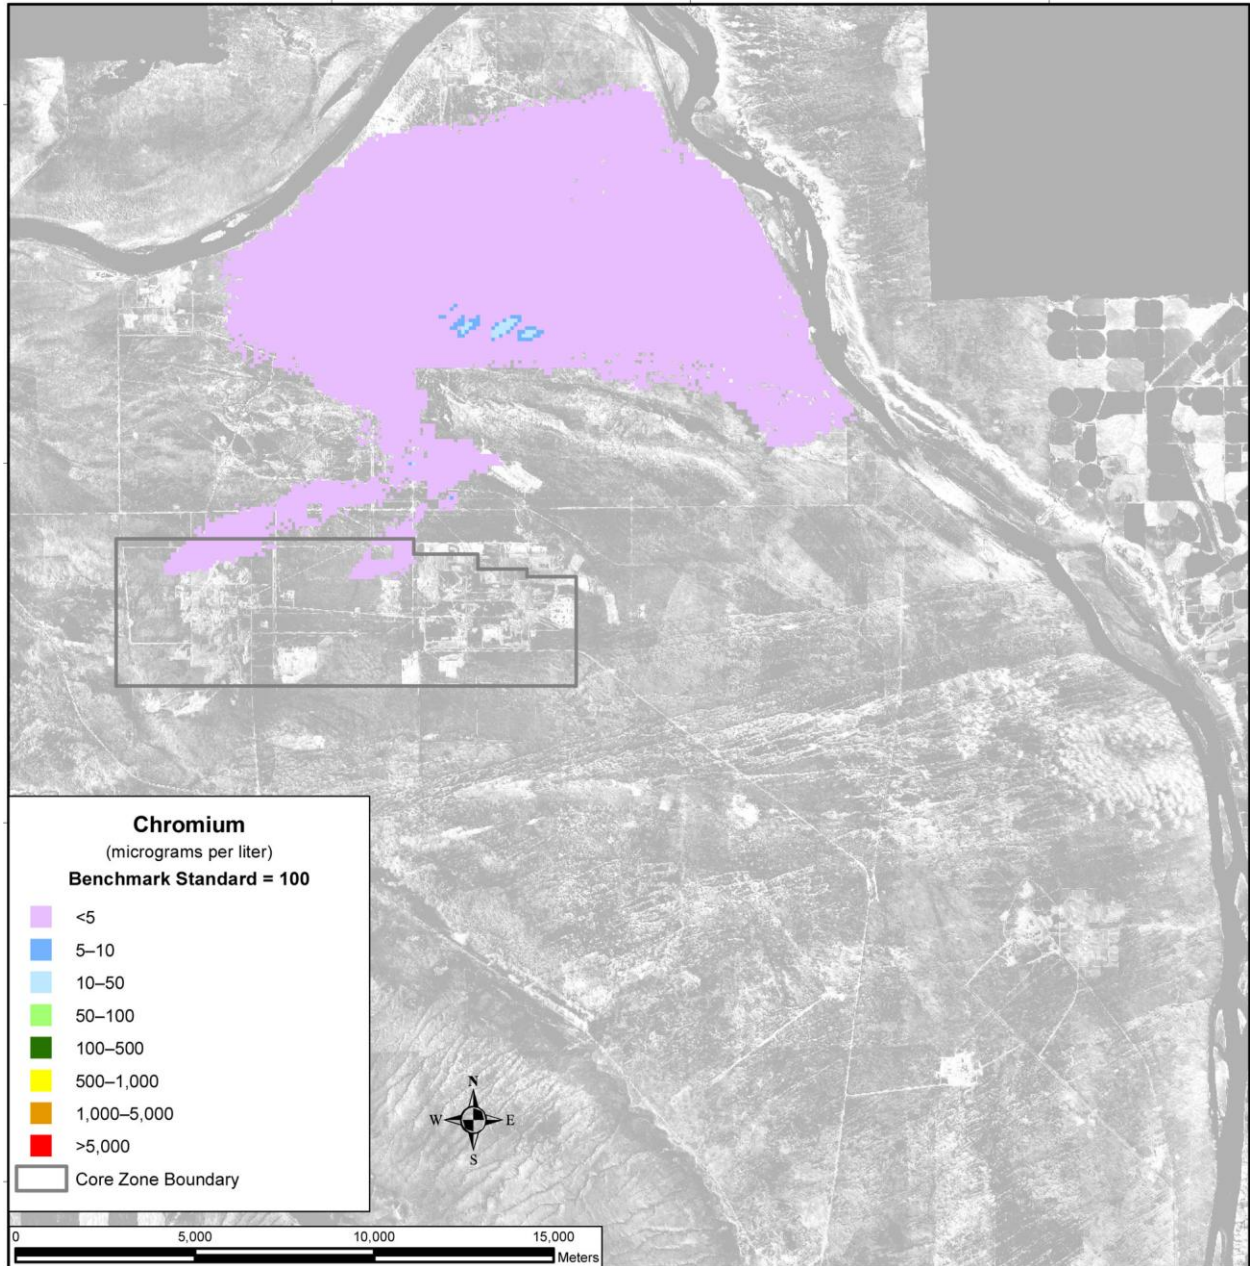 Chromium
(micrograms per liter)
Benchmark Standard = 100
<5
5–10
10–50
50–100
100–500
500–1,000
1,000–5,000
>5,000
Core Zone Boundary
N
W E
S
0 5,000 10,000 15,000
Meters